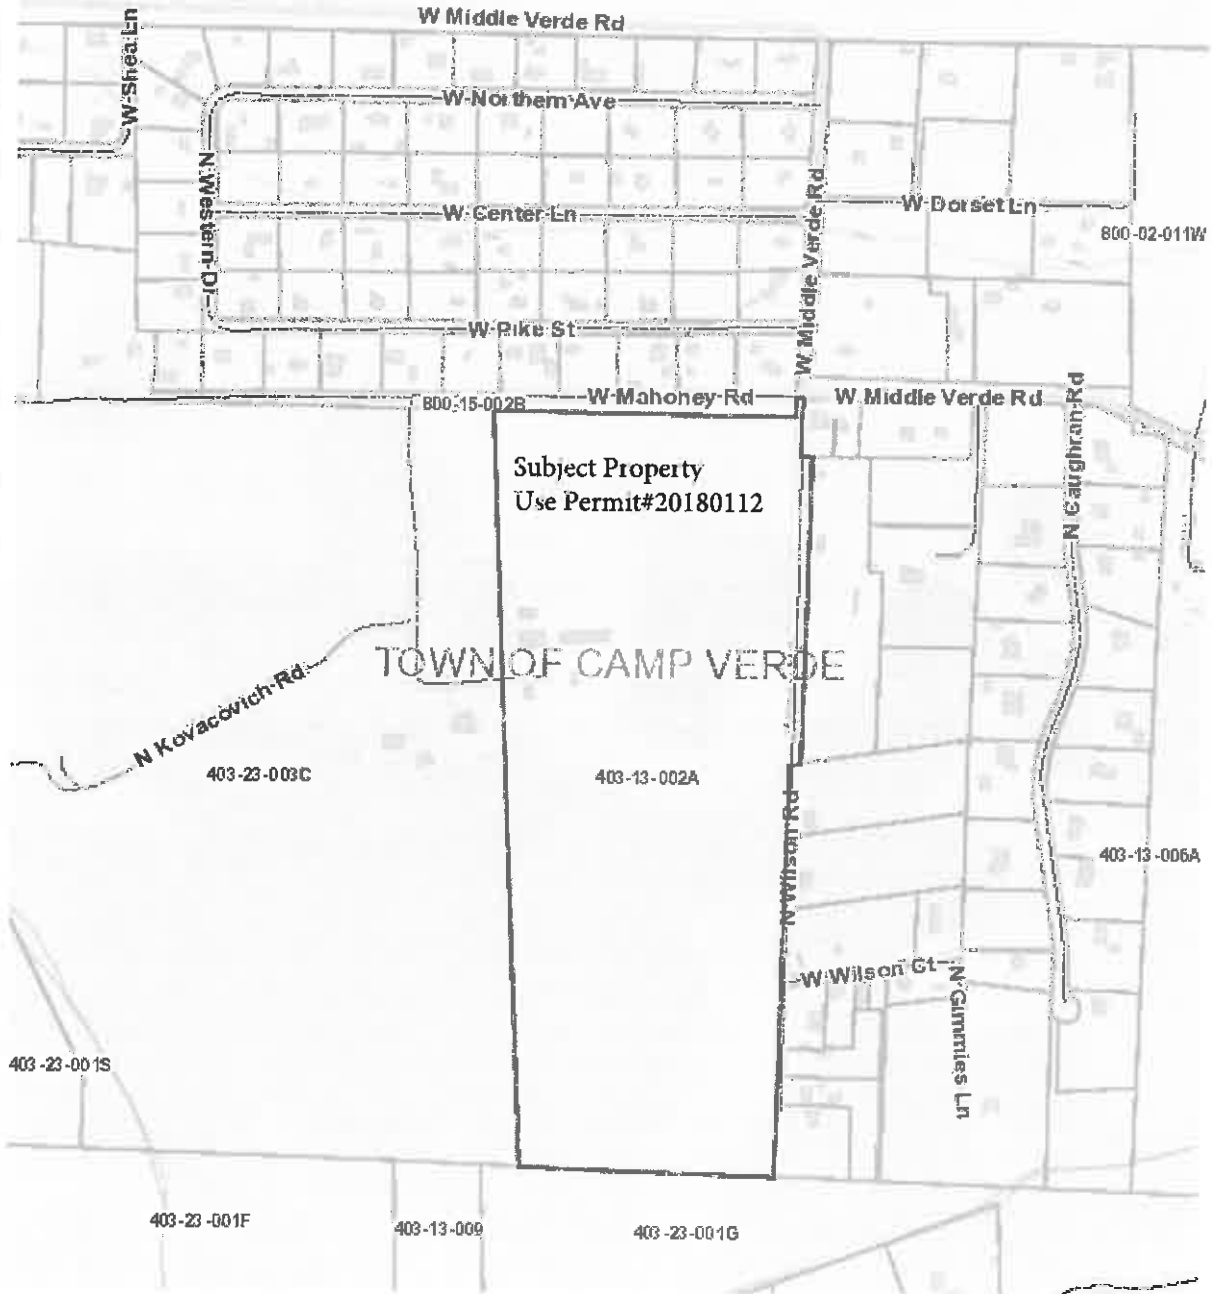 W Middle Verde Rd
W Shea Ln
W Northern Ave
N Western Dr
W Center Ln
W Middle Verde Rd
W Dorset Ln
800-02-011W
W Pike St
800-15-002B
W Mahoney Rd
W Middle Verde Rd
N Caughran Rd
Subject Property
Use Permit#20180112
TOWN OF CAMP VERDE
N Kovacovich Rd
403-23-003C
403-13-002A
N Wilson Rd
403-13-006A
W Wilson Ct
N Gimmies Ln
403-23-001S
403-23-001F
403-13-009
403-23-001G